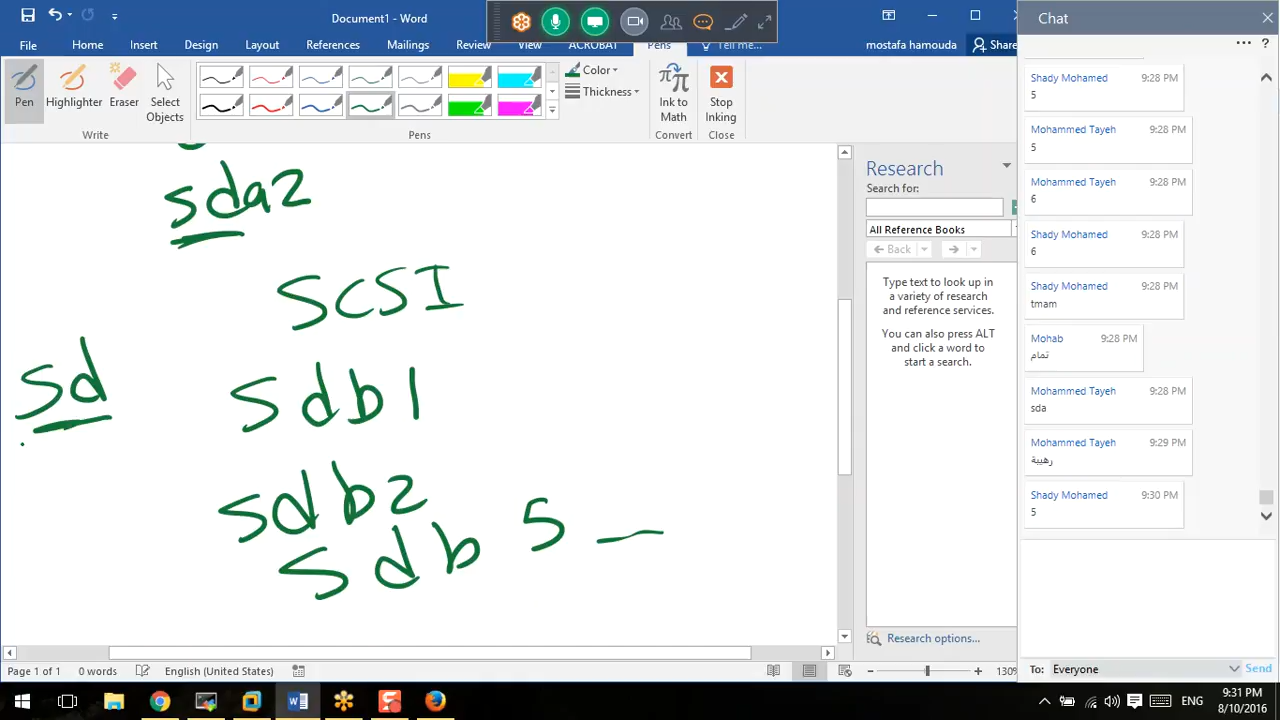 Document1 - Word
File Home Insert Design Layout References Mailings Review View ACROBAT Pens Tell me... mostafa hamouda Share
Pen Highlighter Eraser Select Objects Color Thickness Ink to Math Stop Inking
Write Pens Convert Close
sda2
SCSI
sd
sdb1
sdb2
sdb 5 _
Research
Search for:
All Reference Books
Back
Type text to look up in
a variety of research
and reference services.
You can also press ALT
and click a word to
start a search.
Research options...
Chat
?
Shady Mohamed 9:28 PM
5
Mohammed Tayeh 9:28 PM
5
Mohammed Tayeh 9:28 PM
6
Shady Mohamed 9:28 PM
6
Shady Mohamed 9:28 PM
tmam
Mohab 9:28 PM
تمام
Mohammed Tayeh 9:28 PM
sda
Mohammed Tayeh 9:29 PM
رهيبة
Shady Mohamed 9:30 PM
5
To: Everyone Send
Page 1 of 1 0 words English (United States) 130%
ENG 9:31 PM
8/10/2016